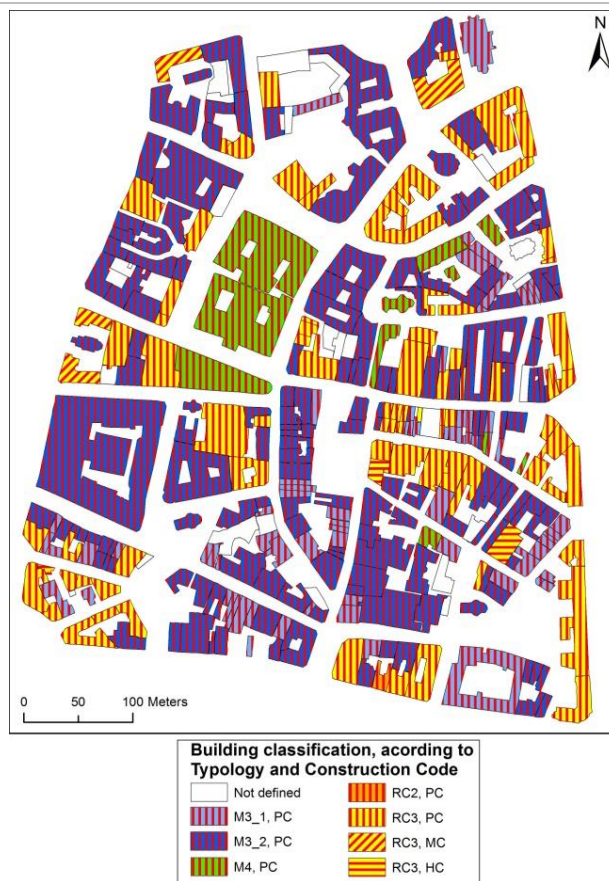 N
0 50 100 Meters
Building classification, acording to
Typology and Construction Code
Not defined
M3_1, PC
M3_2, PC
M4, PC
RC2, PC
RC3, PC
RC3, MC
RC3, HC